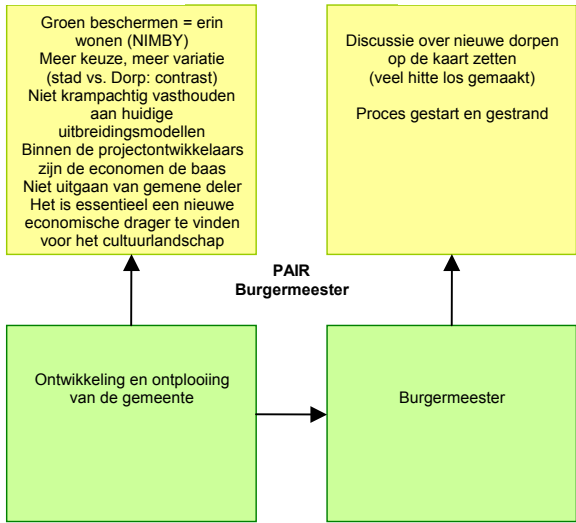 Groen beschermen = erin
wonen (NIMBY)
Meer keuze, meer variatie
(stad vs. Dorp: contrast)
Niet krampachtig vasthouden
aan huidige
uitbreidingsmodellen
Binnen de projectontwikkelaars
zijn de economen de baas
Niet uitgaan van gemene deler
Het is essentieel een nieuwe
economische drager te vinden
voor het cultuurlandschap
Discussie over nieuwe dorpen
op de kaart zetten
(veel hitte los gemaakt)
Proces gestart en gestrand
PAIR
Burgermeester
Ontwikkeling en ontplooiing
van de gemeente
Burgermeester